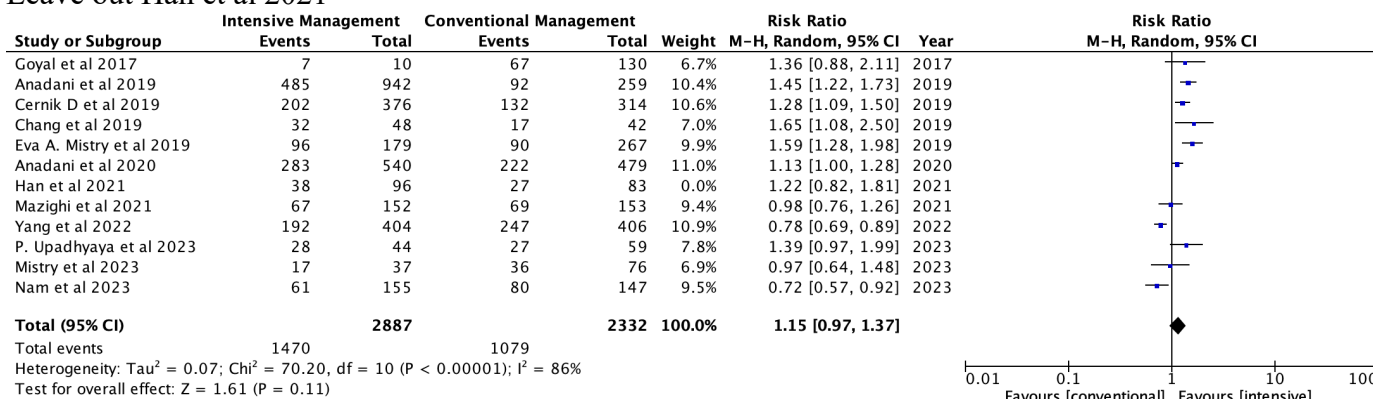 Leave out Han et al 2021
Intensive Management Conventional Management Risk Ratio Risk Ratio
Study or Subgroup Events Total Events Total Weight M-H, Random, 95% CI Year M-H, Random, 95% CI
Goyal et al 2017 7 10 67 130 6.7% 1.36 [0.88, 2.11] 2017
Anadani et al 2019 485 942 92 259 10.4% 1.45 [1.22, 1.73] 2019
Cernik D et al 2019 202 376 132 314 10.6% 1.28 [1.09, 1.50] 2019
Chang et al 2019 32 48 17 42 7.0% 1.65 [1.08, 2.50] 2019
Eva A. Mistry et al 2019 96 179 90 267 9.9% 1.59 [1.28, 1.98] 2019
Anadani et al 2020 283 540 222 479 11.0% 1.13 [1.00, 1.28] 2020
Han et al 2021 38 96 27 83 0.0% 1.22 [0.82, 1.81] 2021
Mazighi et al 2021 67 152 69 153 9.4% 0.98 [0.76, 1.26] 2021
Yang et al 2022 192 404 247 406 10.9% 0.78 [0.69, 0.89] 2022
P. Upadhyaya et al 2023 28 44 27 59 7.8% 1.39 [0.97, 1.99] 2023
Mistry et al 2023 17 37 36 76 6.9% 0.97 [0.64, 1.48] 2023
Nam et al 2023 61 155 80 147 9.5% 0.72 [0.57, 0.92] 2023
Total (95% CI) 2887 2332 100.0% 1.15 [0.97, 1.37]
Total events 1470 1079
Heterogeneity: Tau² = 0.07; Chi² = 70.20, df = 10 (P < 0.00001); I² = 86%
Test for overall effect: Z = 1.61 (P = 0.11)
0.01 0.1 1 10 100
Favours [conventional] Favours [intensive]